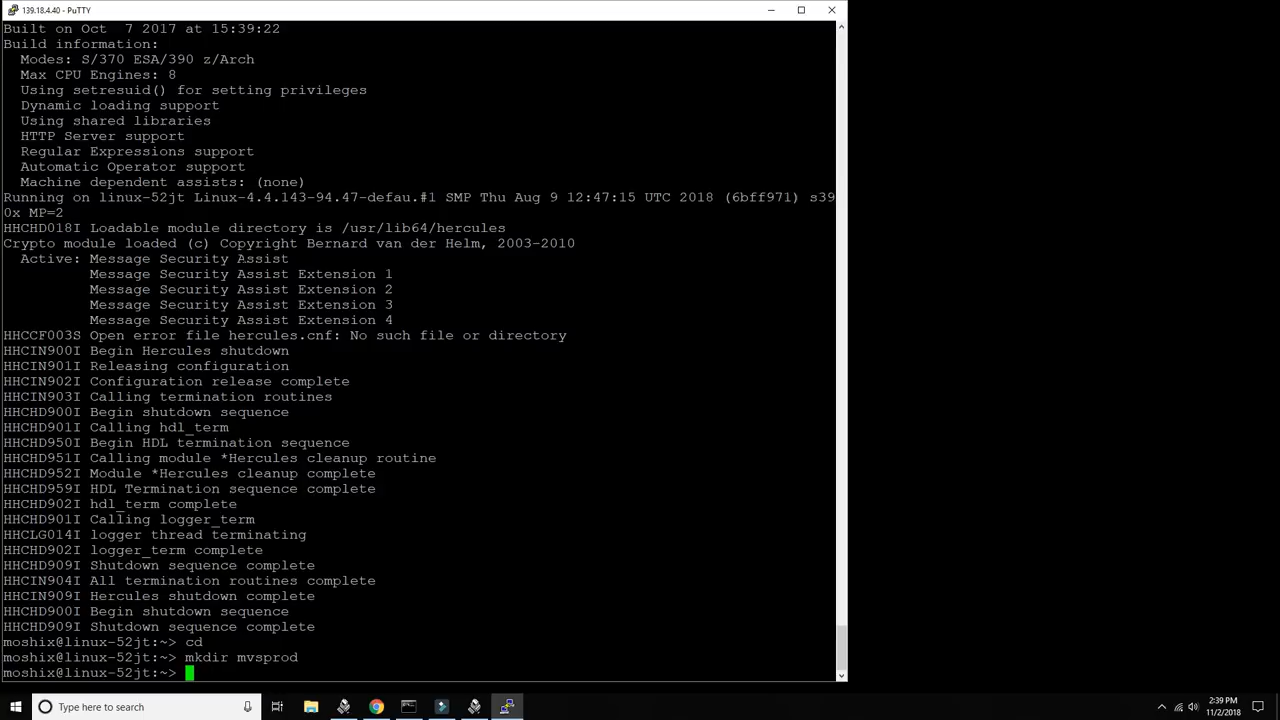 139.18.4.40 - PuTTY
Built on Oct  7 2017 at 15:39:22
Build information:
  Modes: S/370 ESA/390 z/Arch
  Max CPU Engines: 8
  Using setresuid() for setting privileges
  Dynamic loading support
  Using shared libraries
  HTTP Server support
  Regular Expressions support
  Automatic Operator support
  Machine dependent assists: (none)
Running on linux-52jt Linux-4.4.143-94.47-defau.#1 SMP Thu Aug 9 12:47:15 UTC 2018 (6bff971) s39
0x MP=2
HHCHD018I Loadable module directory is /usr/lib64/hercules
Crypto module loaded (c) Copyright Bernard van der Helm, 2003-2010
  Active: Message Security Assist
          Message Security Assist Extension 1
          Message Security Assist Extension 2
          Message Security Assist Extension 3
          Message Security Assist Extension 4
HHCCF003S Open error file hercules.cnf: No such file or directory
HHCIN900I Begin Hercules shutdown
HHCIN901I Releasing configuration
HHCIN902I Configuration release complete
HHCIN903I Calling termination routines
HHCHD900I Begin shutdown sequence
HHCHD901I Calling hdl_term
HHCHD950I Begin HDL termination sequence
HHCHD951I Calling module *Hercules cleanup routine
HHCHD952I Module *Hercules cleanup complete
HHCHD959I HDL Termination sequence complete
HHCHD902I hdl_term complete
HHCHD901I Calling logger_term
HHCLG014I logger thread terminating
HHCHD902I logger_term complete
HHCHD909I Shutdown sequence complete
HHCIN904I All termination routines complete
HHCIN909I Hercules shutdown complete
HHCHD900I Begin shutdown sequence
HHCHD909I Shutdown sequence complete
moshix@linux-52jt:~> cd
moshix@linux-52jt:~> mkdir mvsprod
moshix@linux-52jt:~>
Type here to search
2:39 PM
11/2/2018